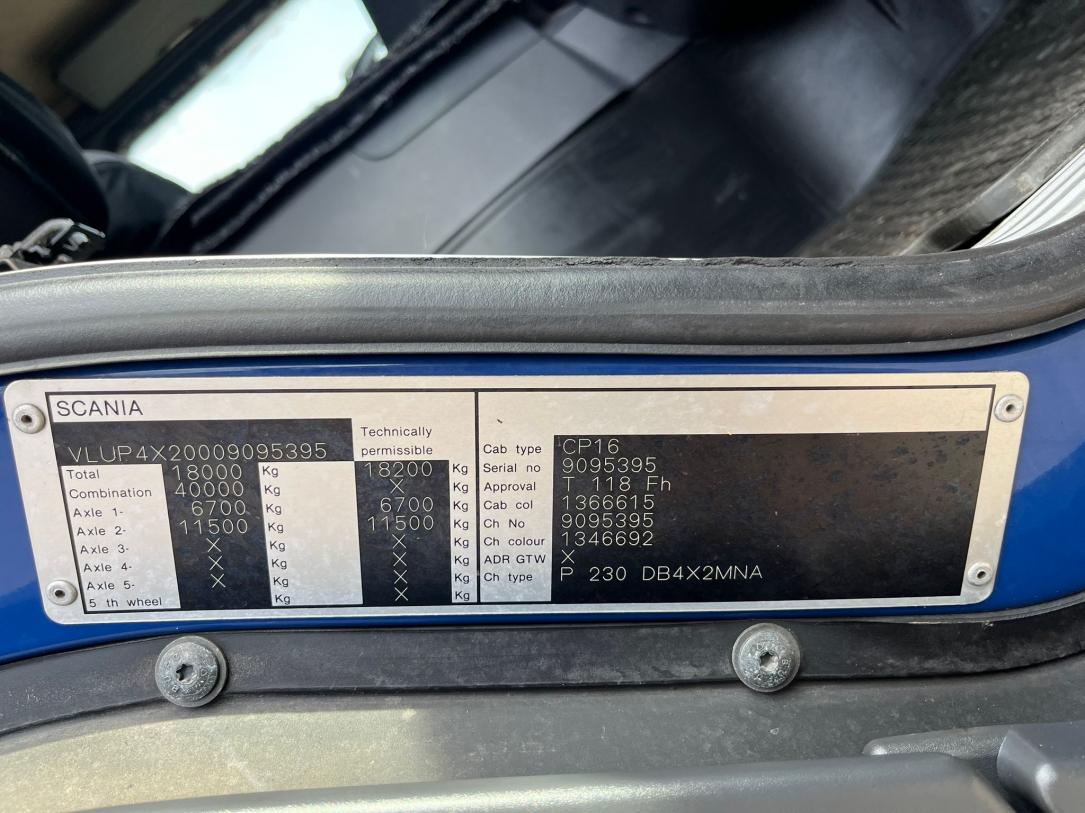 SCANIA
VLUP4X20009095395
Technically
permissible
Total 18000 Kg 18200 Kg
Combination 40000 Kg X Kg
Axle 1- 6700 Kg 6700 Kg
Axle 2- 11500 Kg 11500 Kg
Axle 3- X Kg X Kg
Axle 4- X Kg X Kg
Axle 5- X Kg X Kg
5 th wheel Kg X Kg
Cab type CP16
Serial no 9095395
Approval T 118 Fh
Cab col 1366615
Ch No 9095395
Ch colour 1346692
ADR GTW X
Ch type P 230 DB4X2MNA